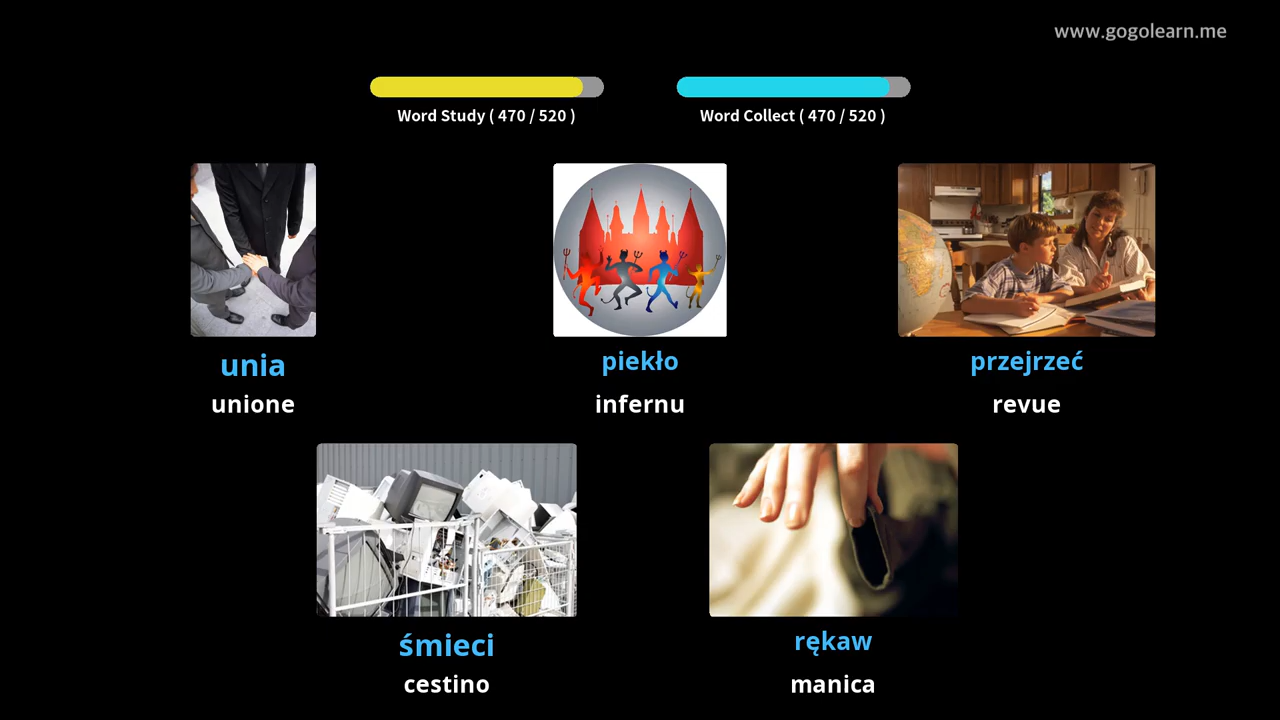 www.gogolearn.me
Word Study ( 470 / 520 )
Word Collect ( 470 / 520 )
unia
unione
piekło
infernu
przejrzeć
revue
śmieci
cestino
rękaw
manica